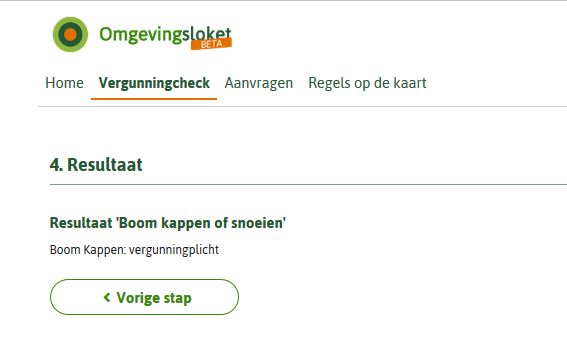 Omgevingsloket
BETA
Home Vergunningcheck Aanvragen Regels op de kaart
4. Resultaat
Resultaat 'Boom kappen of snoeien'
Boom Kappen: vergunningplicht
Vorige stap